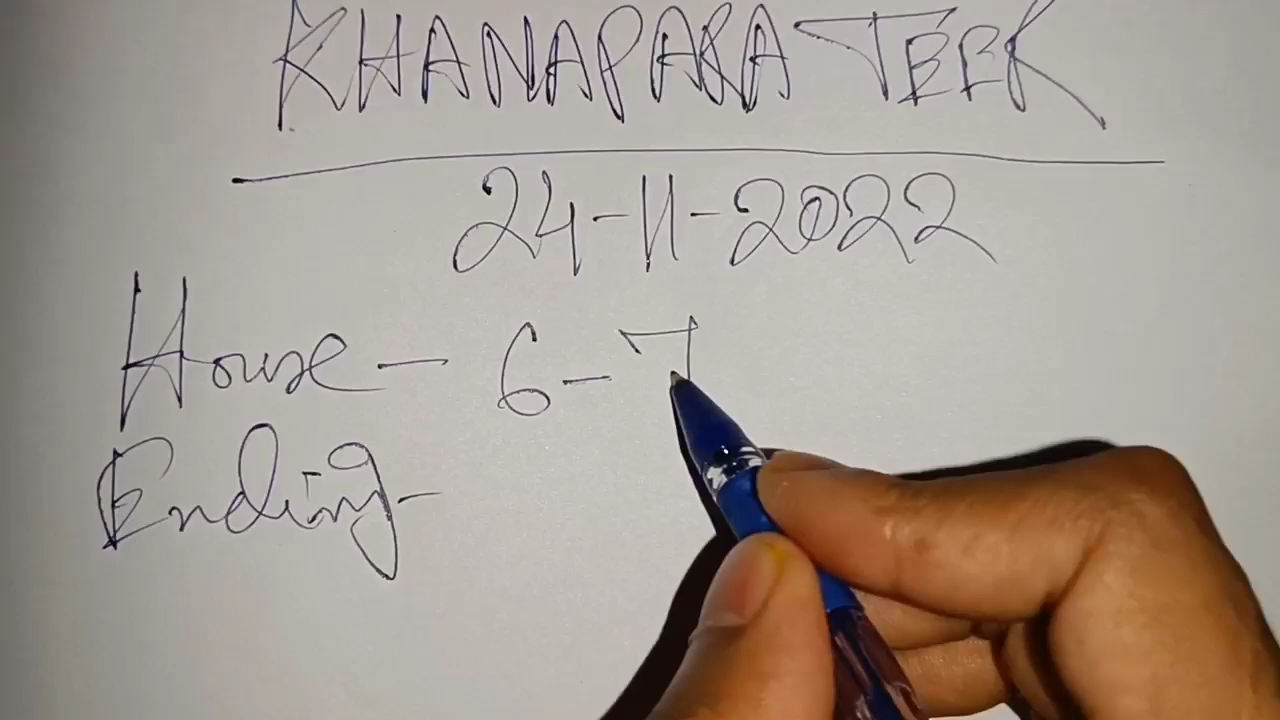 KHANAPARA TEER
24-11-2022
House - 6-7
Ending -